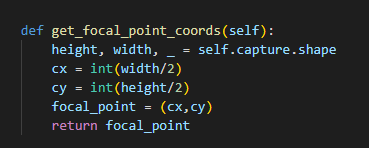 def get_focal_point_coords(self):
    height, width, _ = self.capture.shape
    cx = int(width/2)
    cy = int(height/2)
    focal_point = (cx,cy)
    return focal_point